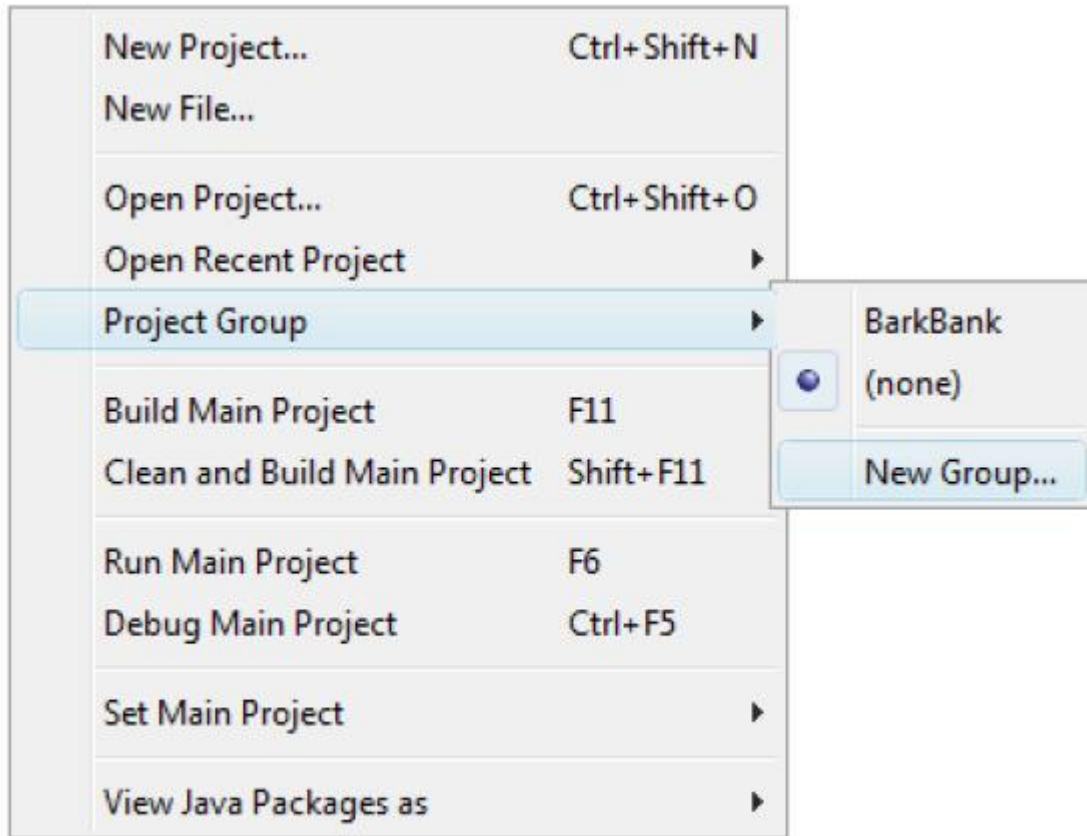 New Project... Ctrl+Shift+N
New File...
Open Project... Ctrl+Shift+O
Open Recent Project
Project Group
BarkBank
(none)
New Group...
Build Main Project F11
Clean and Build Main Project Shift+F11
Run Main Project F6
Debug Main Project Ctrl+F5
Set Main Project
View Java Packages as